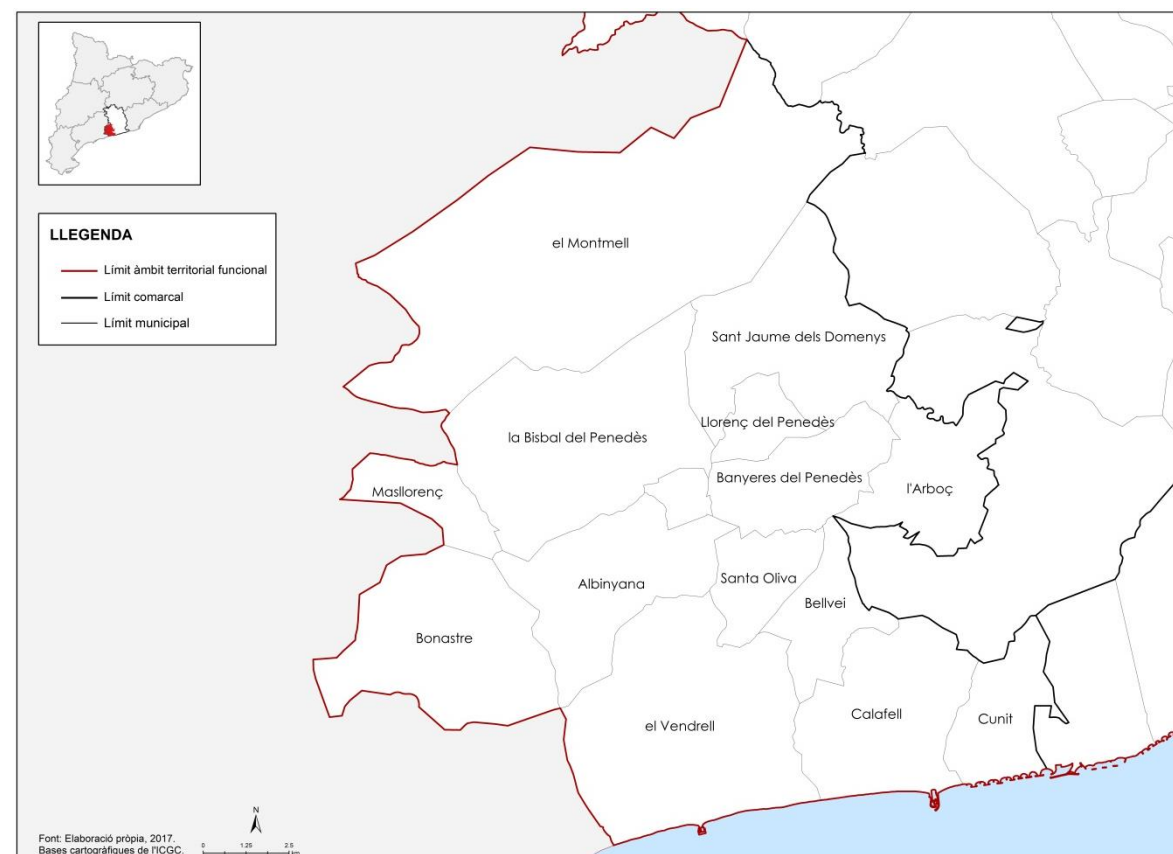 LLEGENDA
Límit àmbit territorial funcional
Límit comarcal
Límit municipal
el Montmell
Sant Jaume dels Domenys
Llorenç del Penedès
la Bisbal del Penedès
Banyeres del Penedès
Masllorenç
l'Arboç
Albinyana
Santa Oliva
Bellvei
Bonastre
el Vendrell
Calafell
Cunit
N
Font: Elaboració pròpia, 2017.
Bases cartogràfiques de l'ICGC.
0 1.25 2.5
km